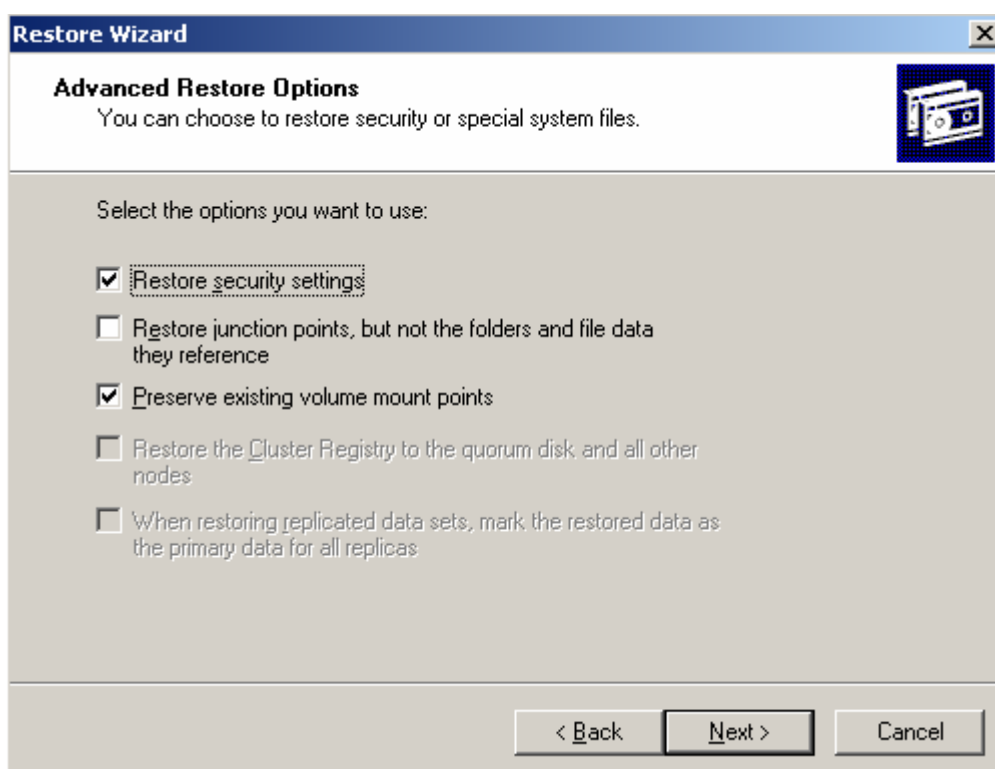 Restore Wizard
Advanced Restore Options
You can choose to restore security or special system files.
Select the options you want to use:
Restore security settings
Restore junction points, but not the folders and file data
they reference
Preserve existing volume mount points
Restore the Cluster Registry to the quorum disk and all other
nodes
When restoring replicated data sets, mark the restored data as
the primary data for all replicas
< Back
Next >
Cancel